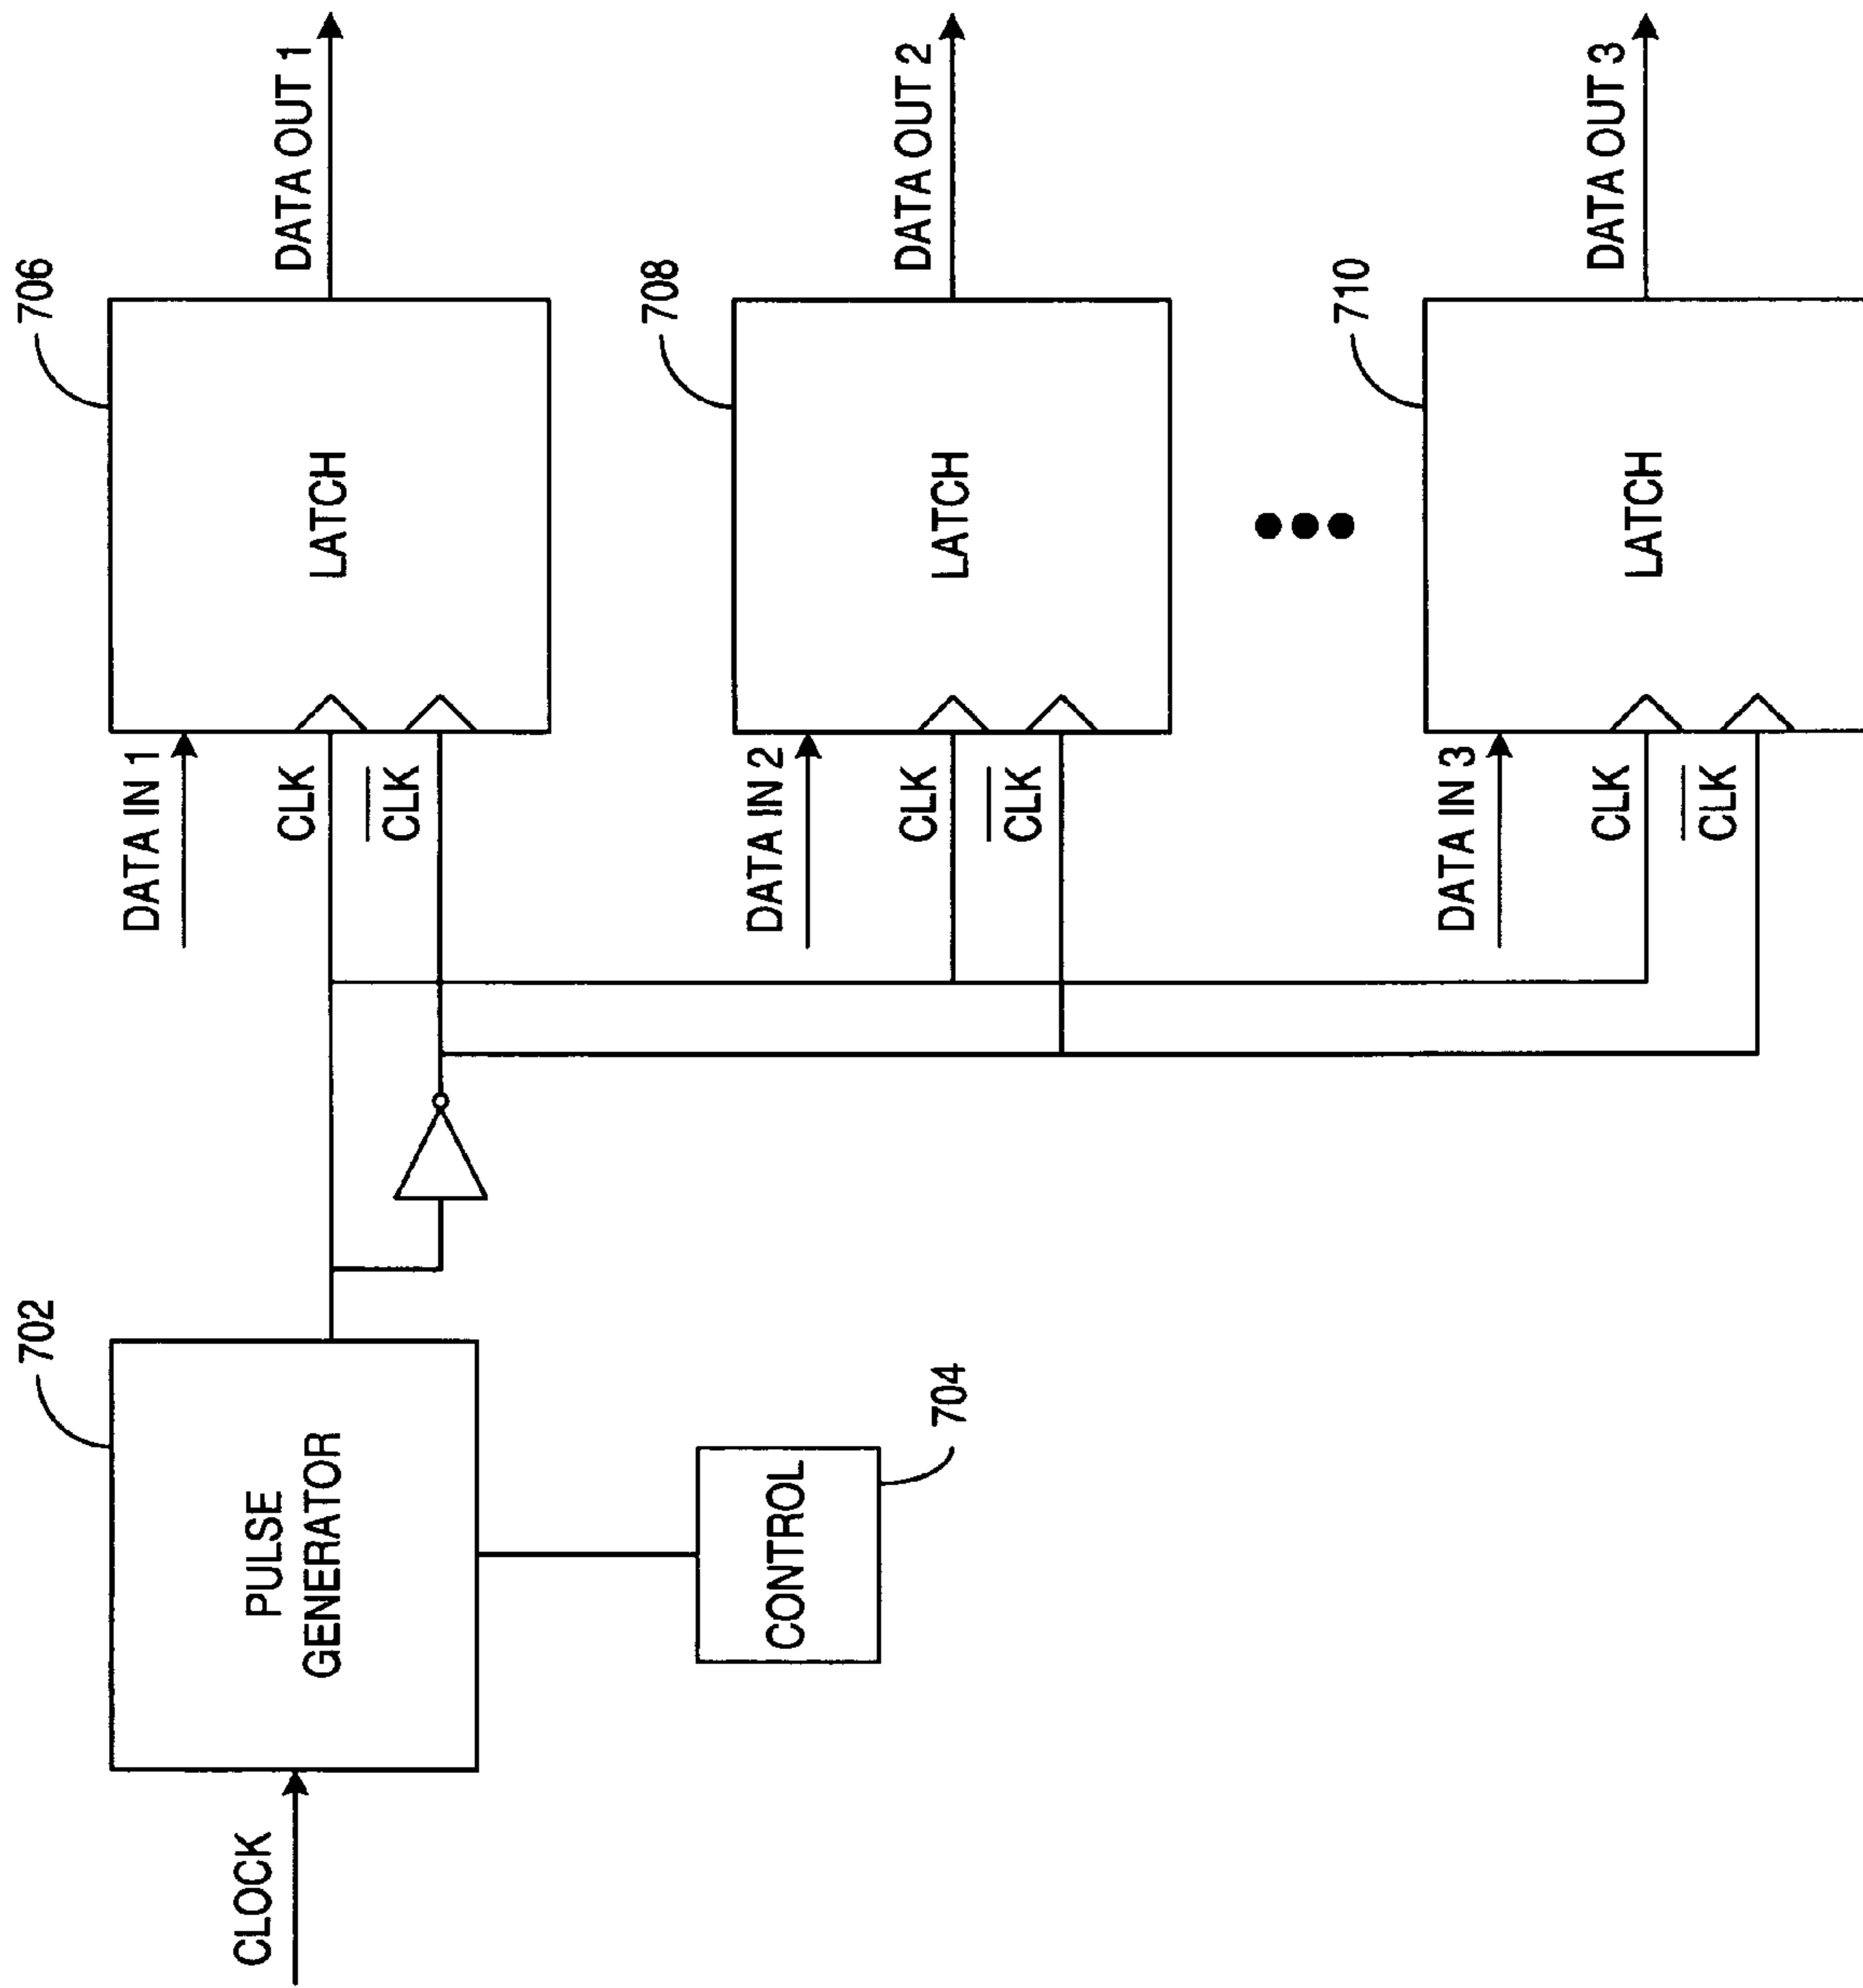 CLOCK
702
PULSE
GENERATOR
CONTROL
704
DATA IN 1
CLK
CLK
706
LATCH
DATA OUT 1
DATA IN 2
CLK
CLK
708
LATCH
DATA OUT 2
DATA IN 3
CLK
CLK
710
LATCH
DATA OUT 3